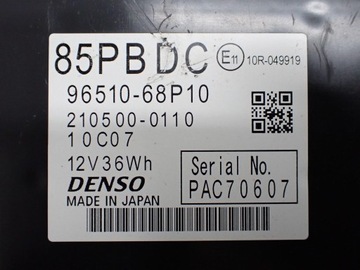 85PBDC E11 10R-049919
96510-68P10
210500-0110
10C07
12V36Wh
DENSO
MADE IN JAPAN
Serial No.
PAC70607